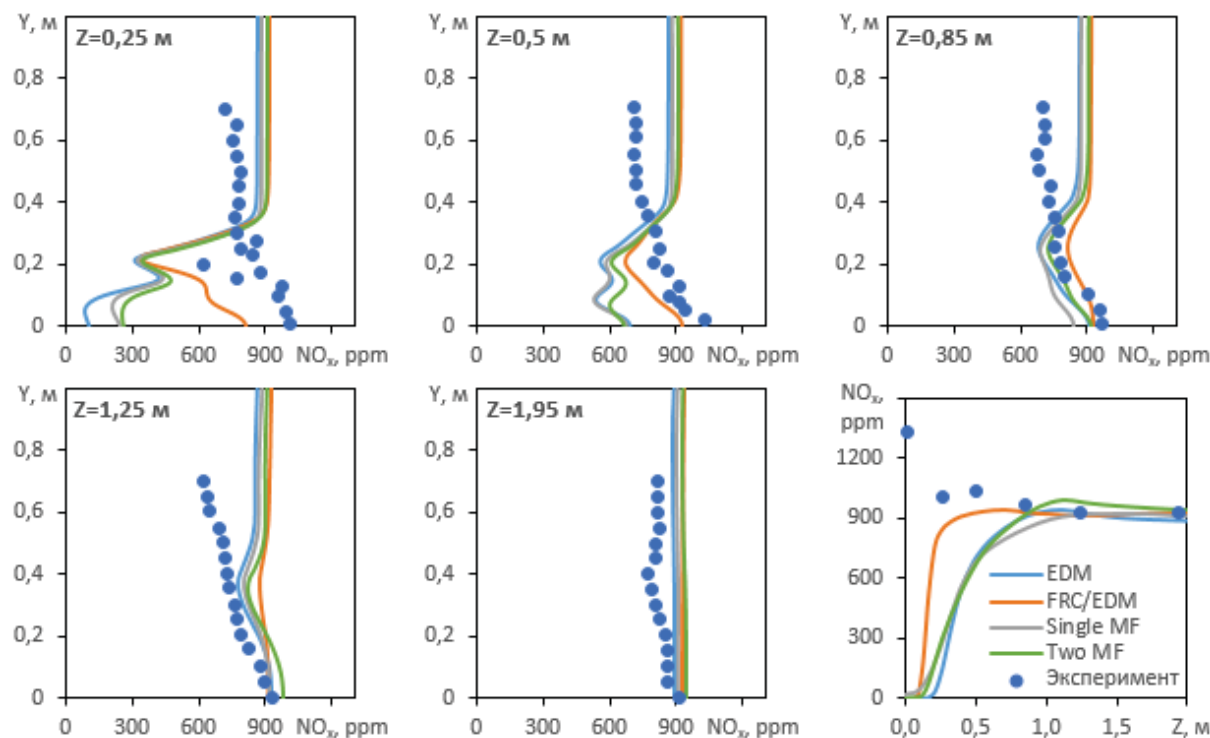 Y, м
Z=0,25 м
0,8
0,6
0,4
0,2
0
0 300 600 900 NOx, ppm
Y, м
Z=0,5 м
0,8
0,6
0,4
0,2
0
0 300 600 900 NOx, ppm
Y, м
Z=0,85 м
0,8
0,6
0,4
0,2
0
0 300 600 900 NOx, ppm
Y, м
Z=1,25 м
0,8
0,6
0,4
0,2
0
0 300 600 900 NOx, ppm
Y, м
Z=1,95 м
0,8
0,6
0,4
0,2
0
0 300 600 900 NOx, ppm
NOx,
ppm
1200
900
600
300
0
EDM
FRC/EDM
Single MF
Two MF
Эксперимент
0,0 0,5 1,0 1,5 Z, м